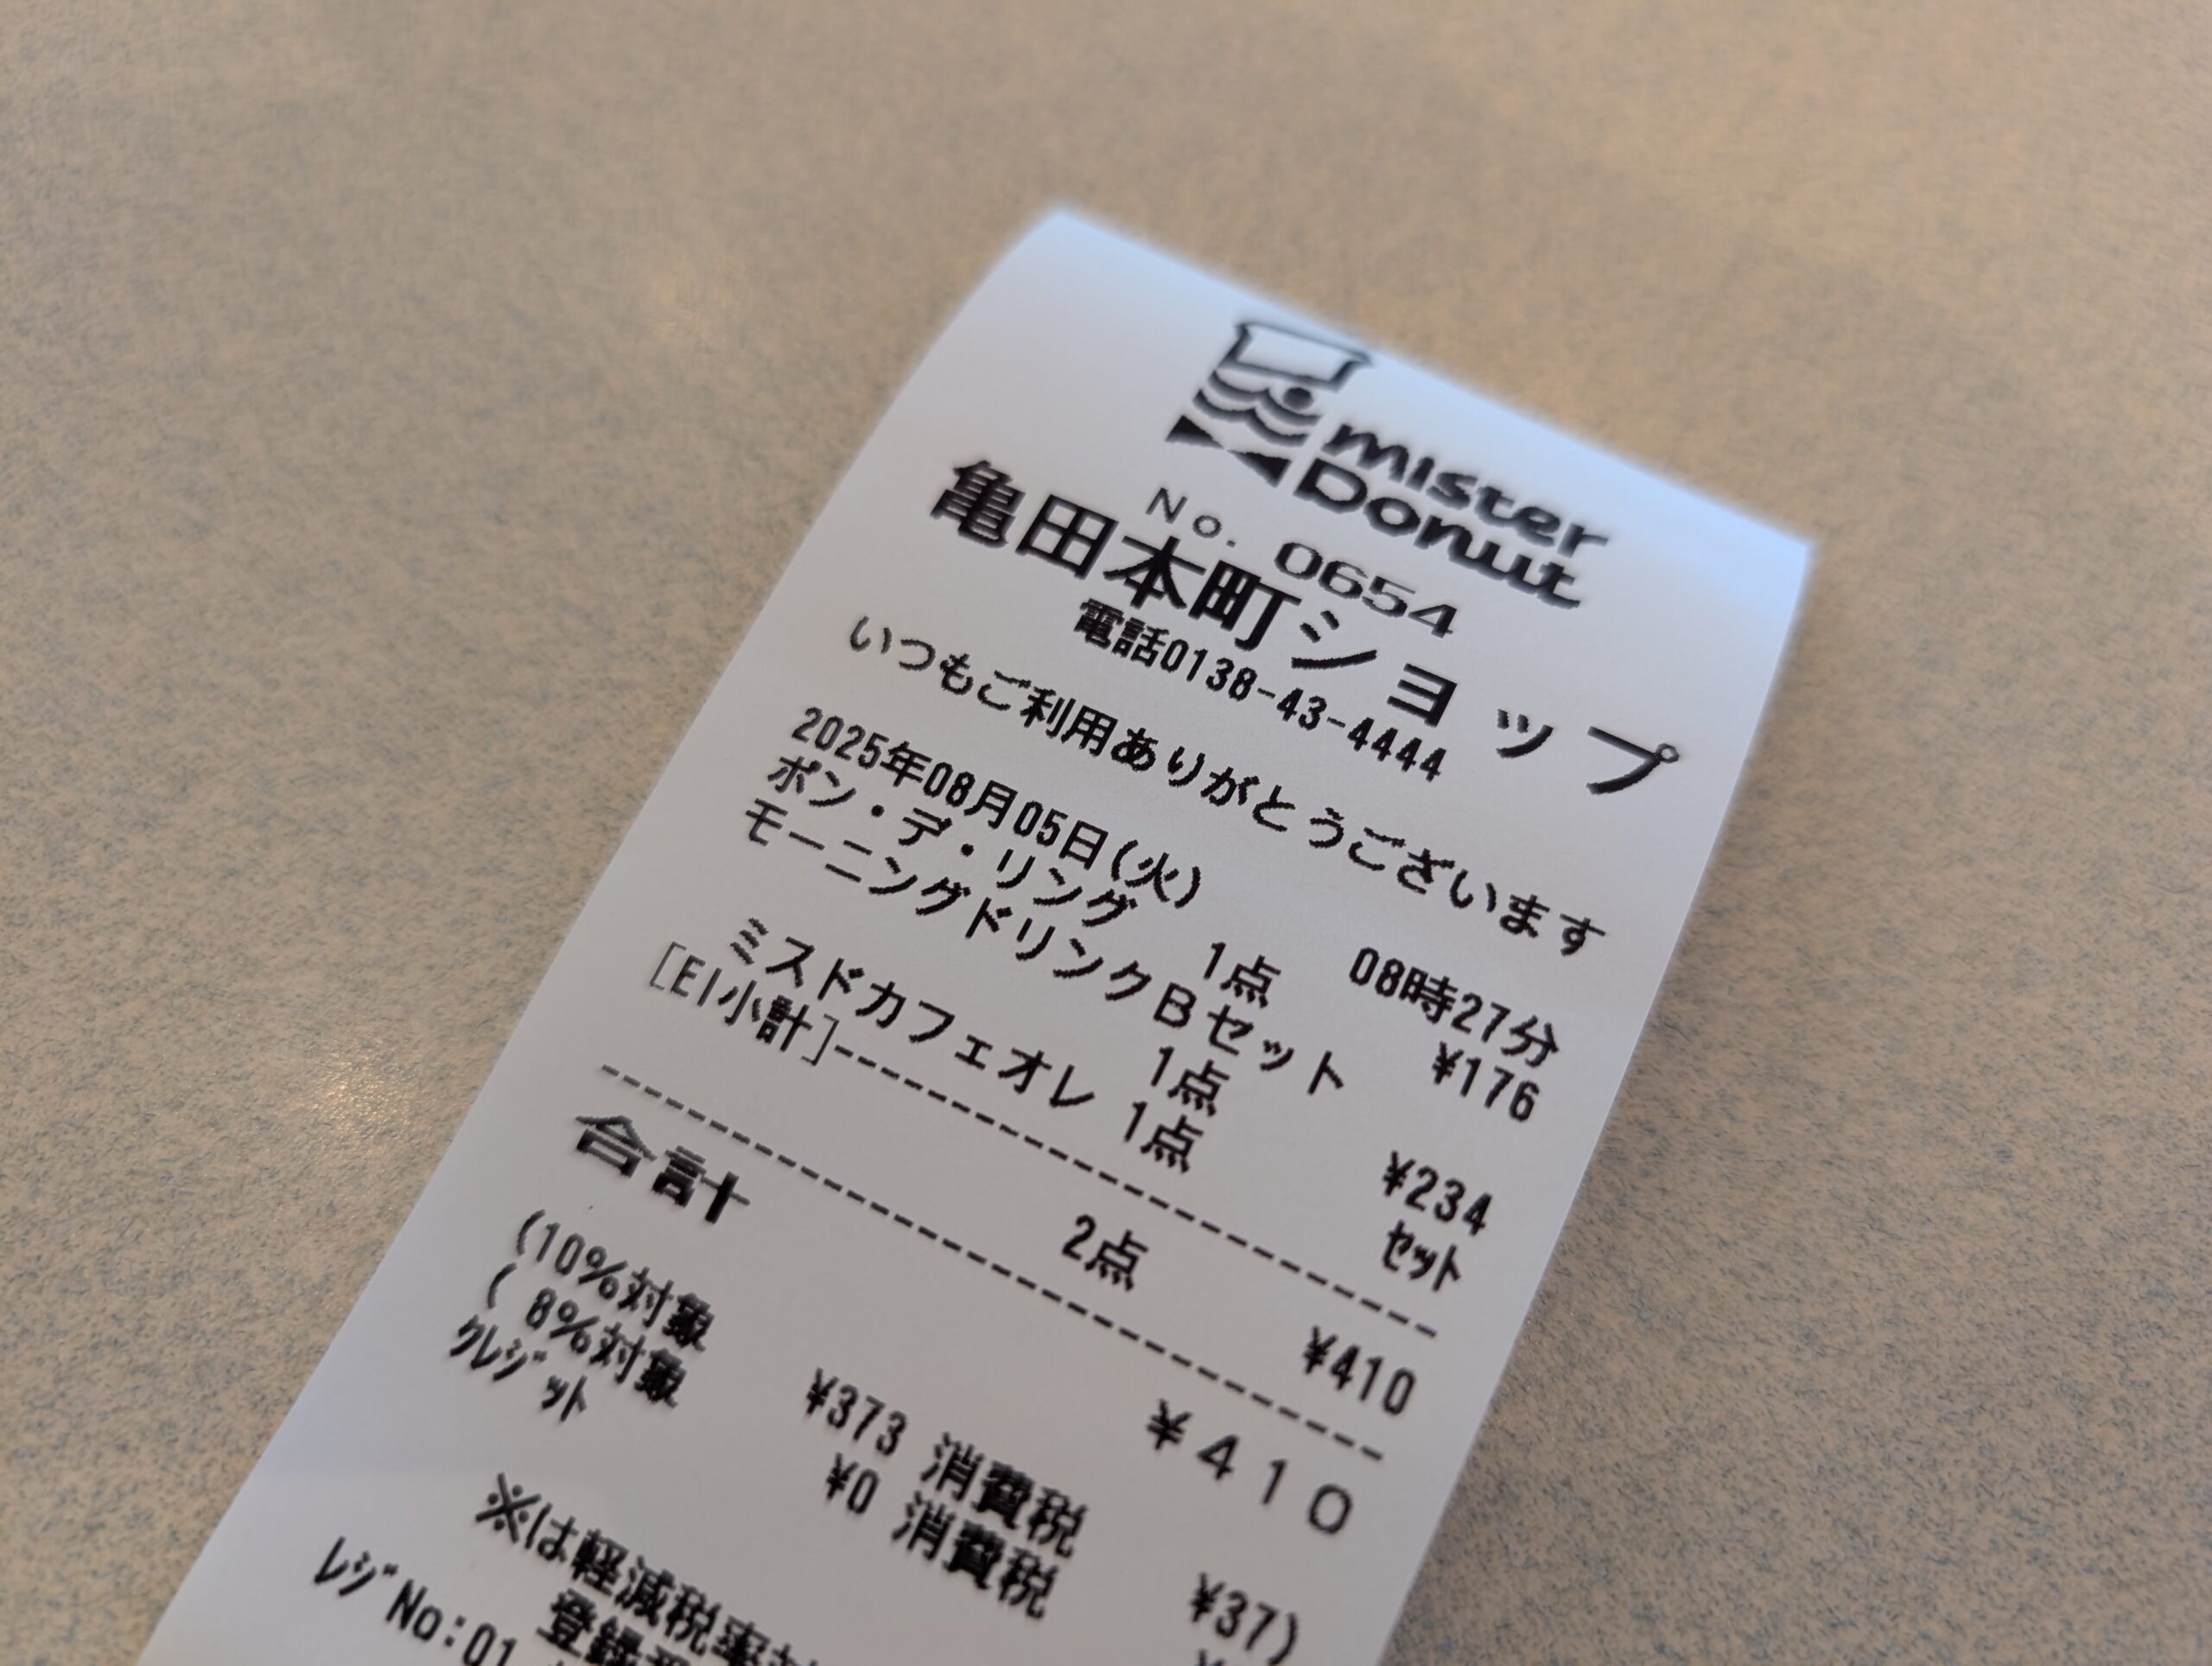 mister
Donut
No. 0654
亀田本町ショップ
電話0138-43-4444
いつもご利用ありがとうございます
2025年08月05日(火) 08時27分
ポン・デ・リング 1点 ¥176
モーニングドリンクBセット
1点 ¥234
ミスドカフェオレ 1点 ｾｯﾄ
[EI小計]
2点 ¥410
合計 ¥410
(10%対象 ¥373 消費税 ¥37)
( 8%対象 ¥0 消費税
ｸﾚｼﾞｯﾄ
※は軽減税率
登録
ﾚｼﾞNo:01